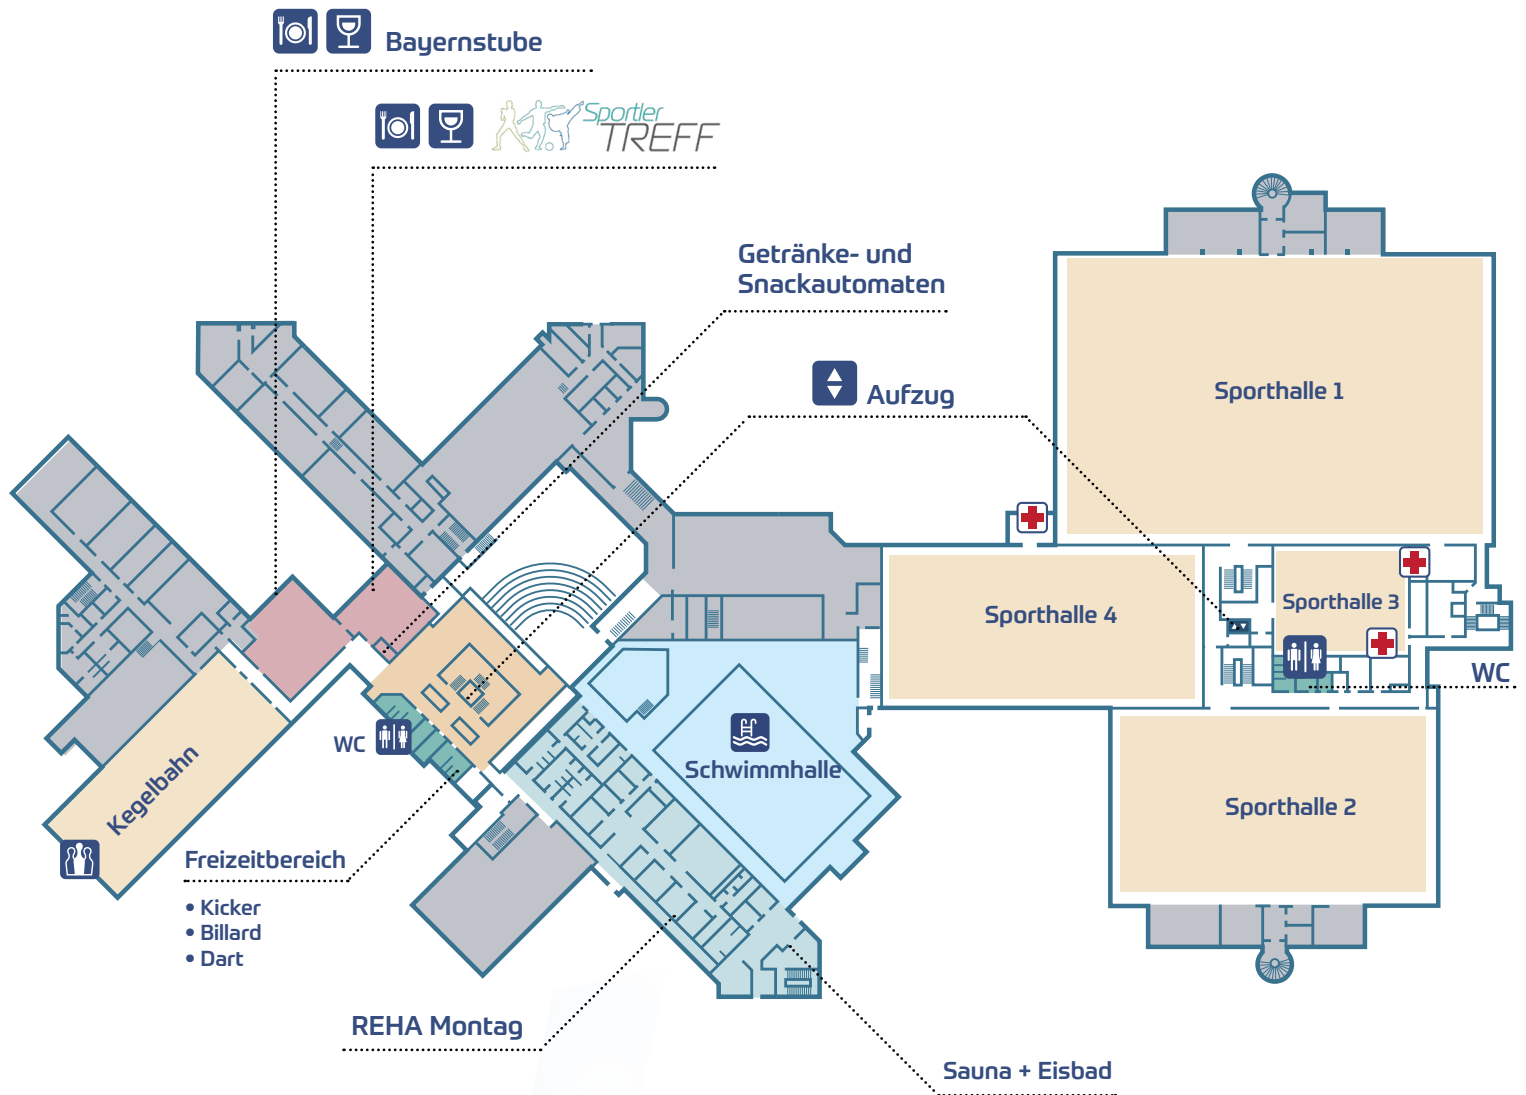 Bayernstube
Sportler
TREFF
Getränke- und
Snackautomaten
Aufzug
Sporthalle 1
Sporthalle 3
Sporthalle 4
WC
WC
Schwimmhalle
Kegelbahn
Sporthalle 2
Freizeitbereich
• Kicker
• Billard
• Dart
REHA Montag
Sauna + Eisbad